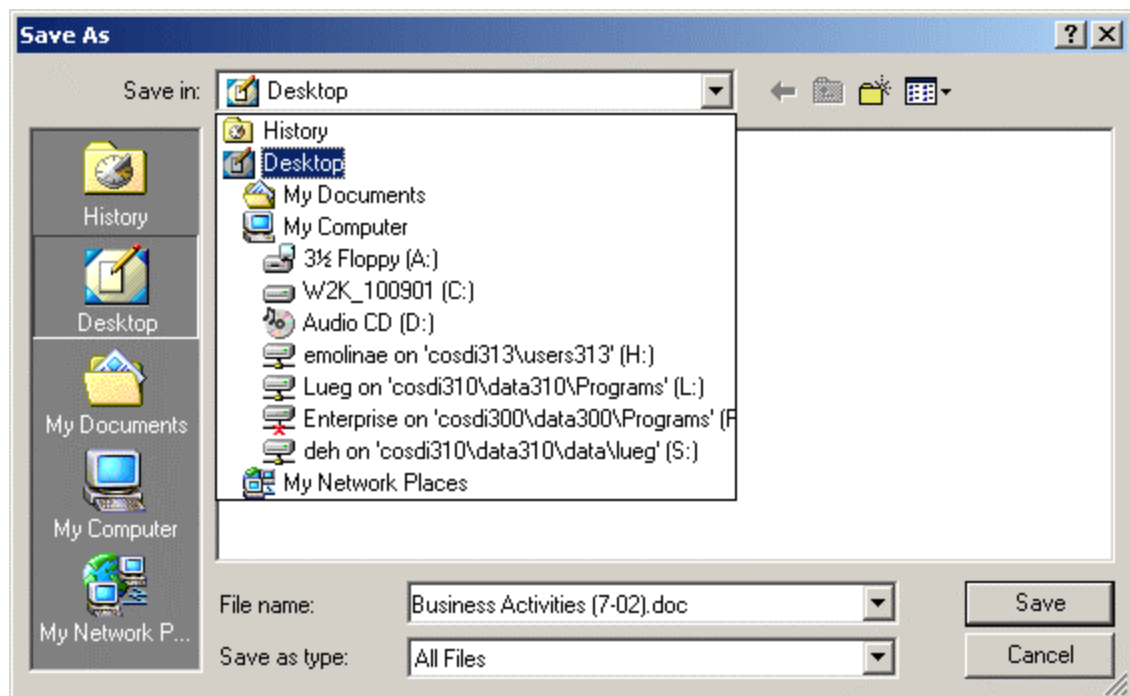 Save As
Save in: Desktop
History
Desktop
My Documents
My Computer
3½ Floppy (A:)
W2K_100901 (C:)
Audio CD (D:)
emolinae on 'cosdi313\users313' (H:)
Lueg on 'cosdi310\data310\Programs' (L:)
Enterprise on 'cosdi300\data300\Programs' (
deh on 'cosdi310\data310\data\lueg' (S:)
My Network Places
History
Desktop
My Documents
My Computer
My Network P...
File name: Business Activities (7-02).doc
Save
Save as type: All Files
Cancel